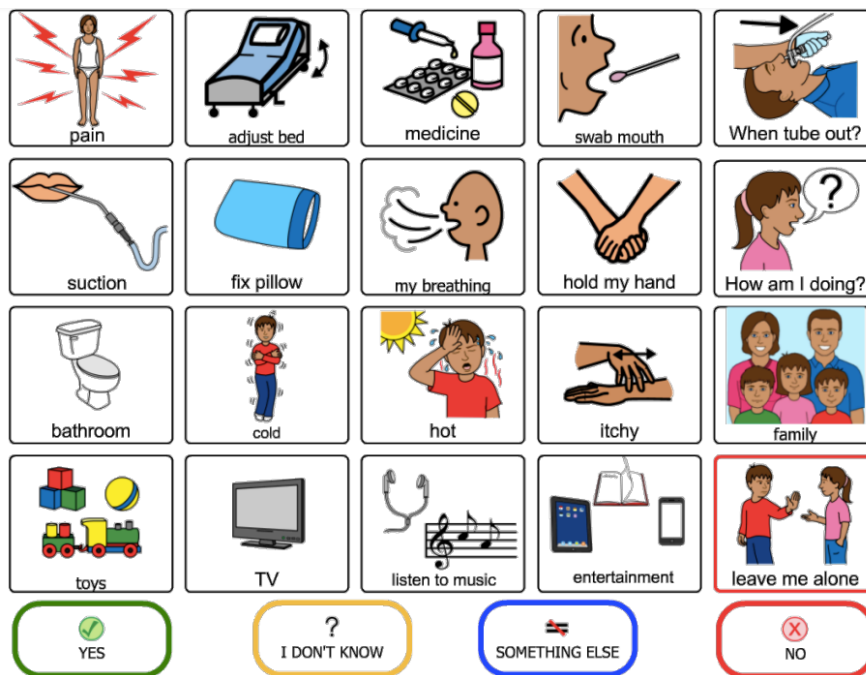 pain
adjust bed
medicine
swab mouth
When tube out?
suction
fix pillow
my breathing
hold my hand
?
How am I doing?
bathroom
cold
hot
itchy
family
toys
TV
listen to music
entertainment
leave me alone
YES
?
I DON'T KNOW
SOMETHING ELSE
NO